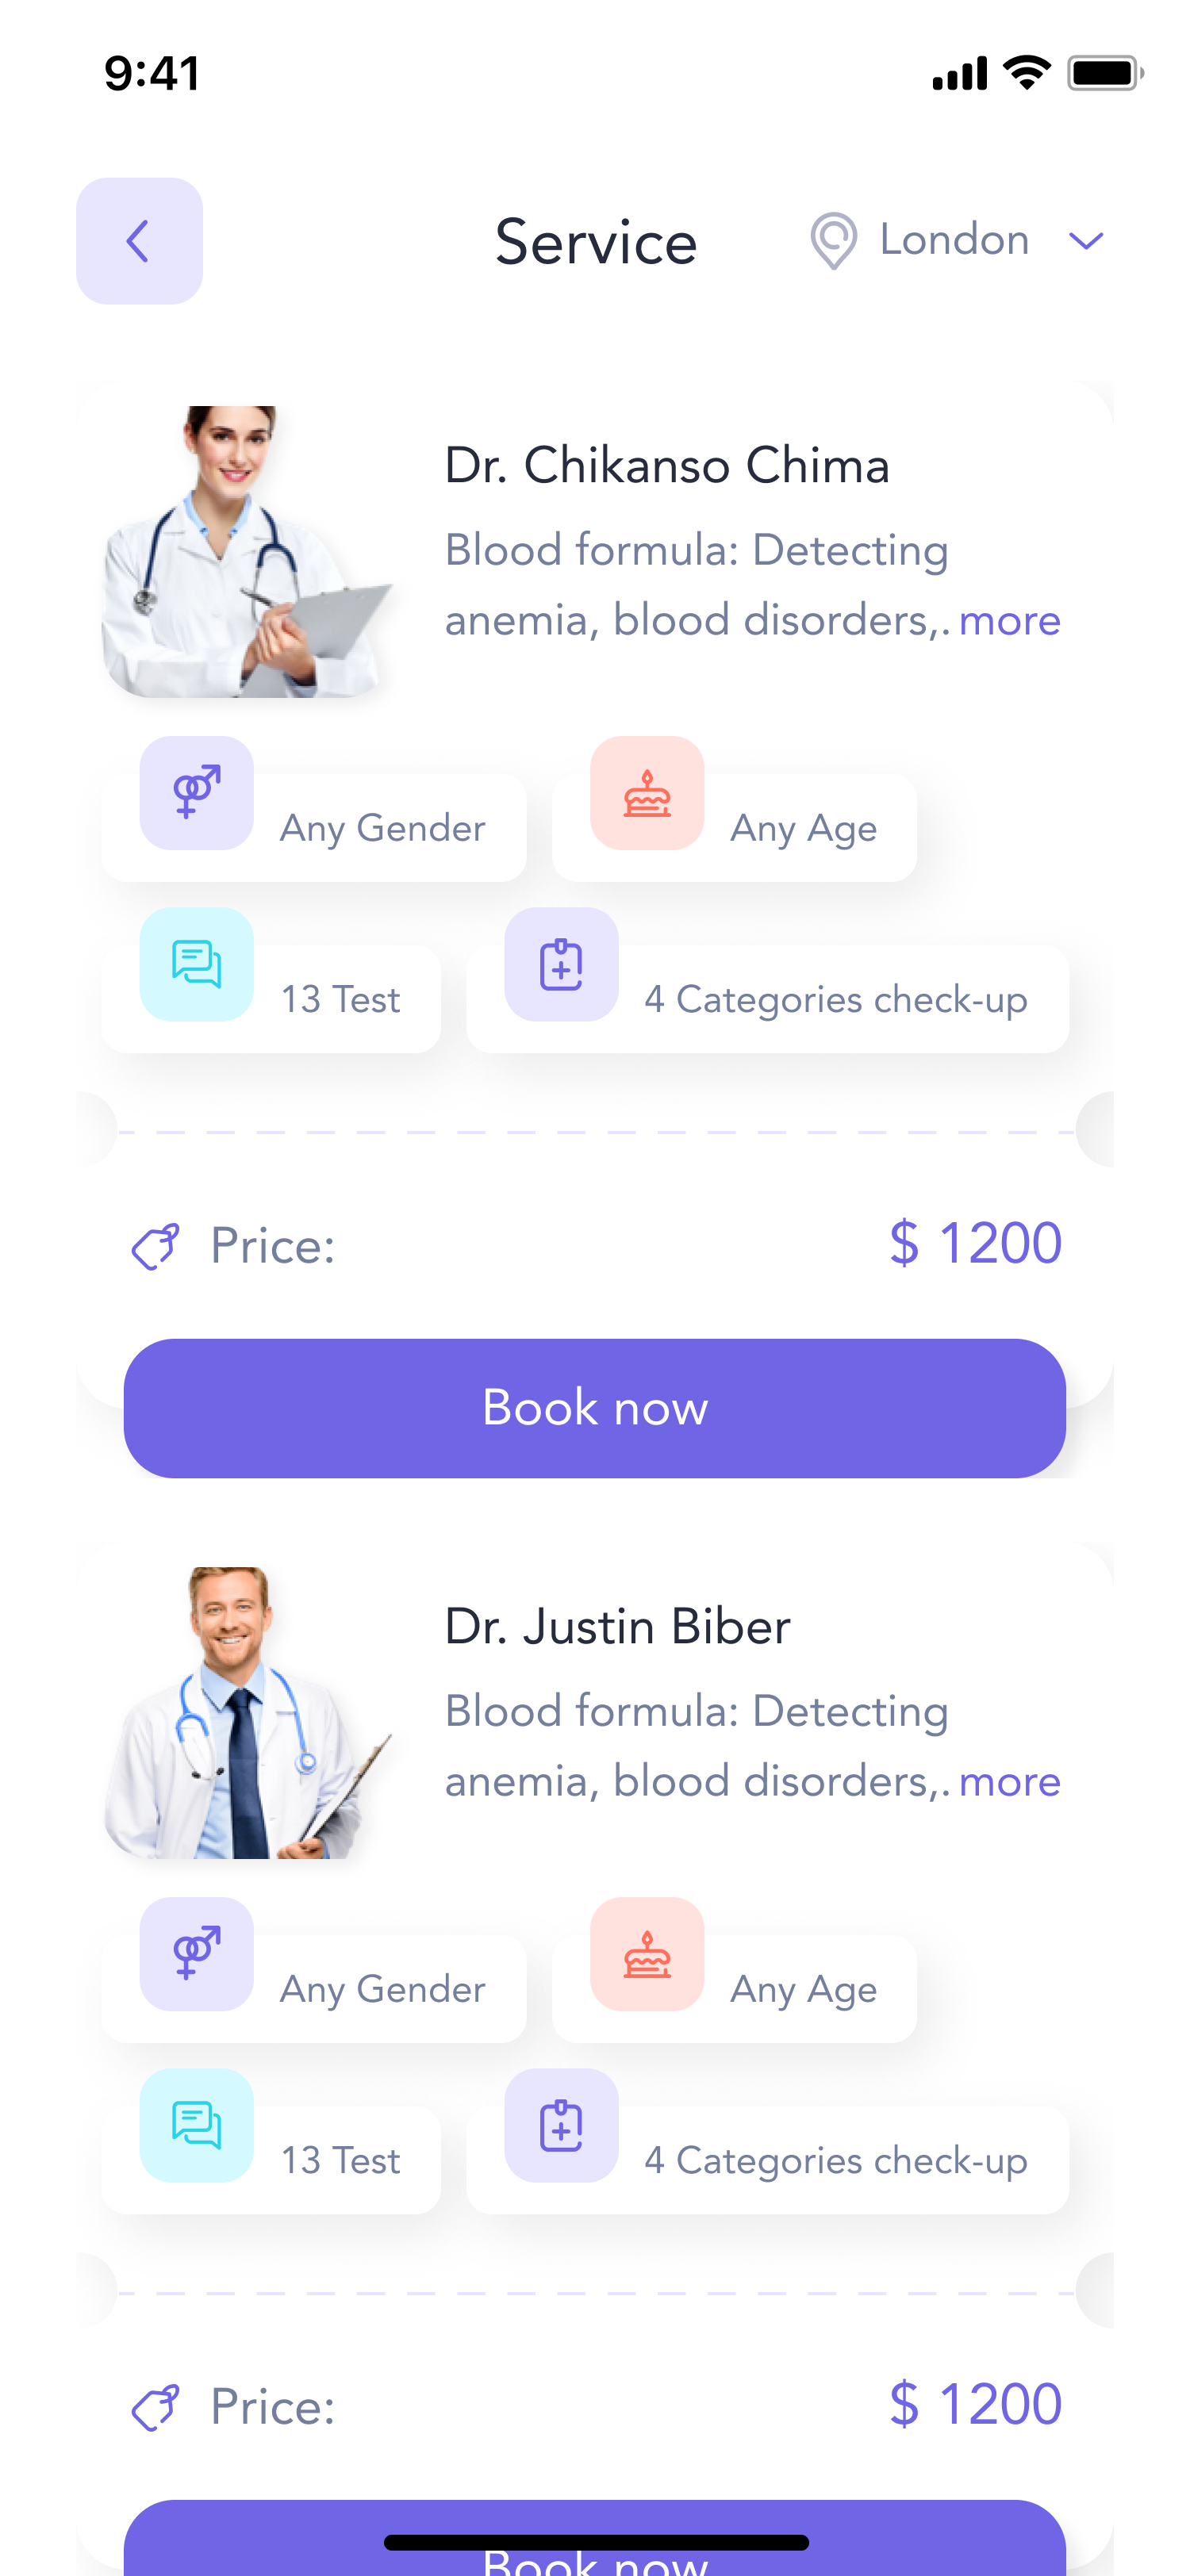 9:41
Service
London
Dr. Chikanso Chima
Blood formula: Detecting
anemia, blood disorders,. more
Any Gender
Any Age
13 Test
4 Categories check-up
Price:
$ 1200
Book now
Dr. Justin Biber
Blood formula: Detecting
anemia, blood disorders,. more
Any Gender
Any Age
13 Test
4 Categories check-up
Price:
$ 1200
Book now